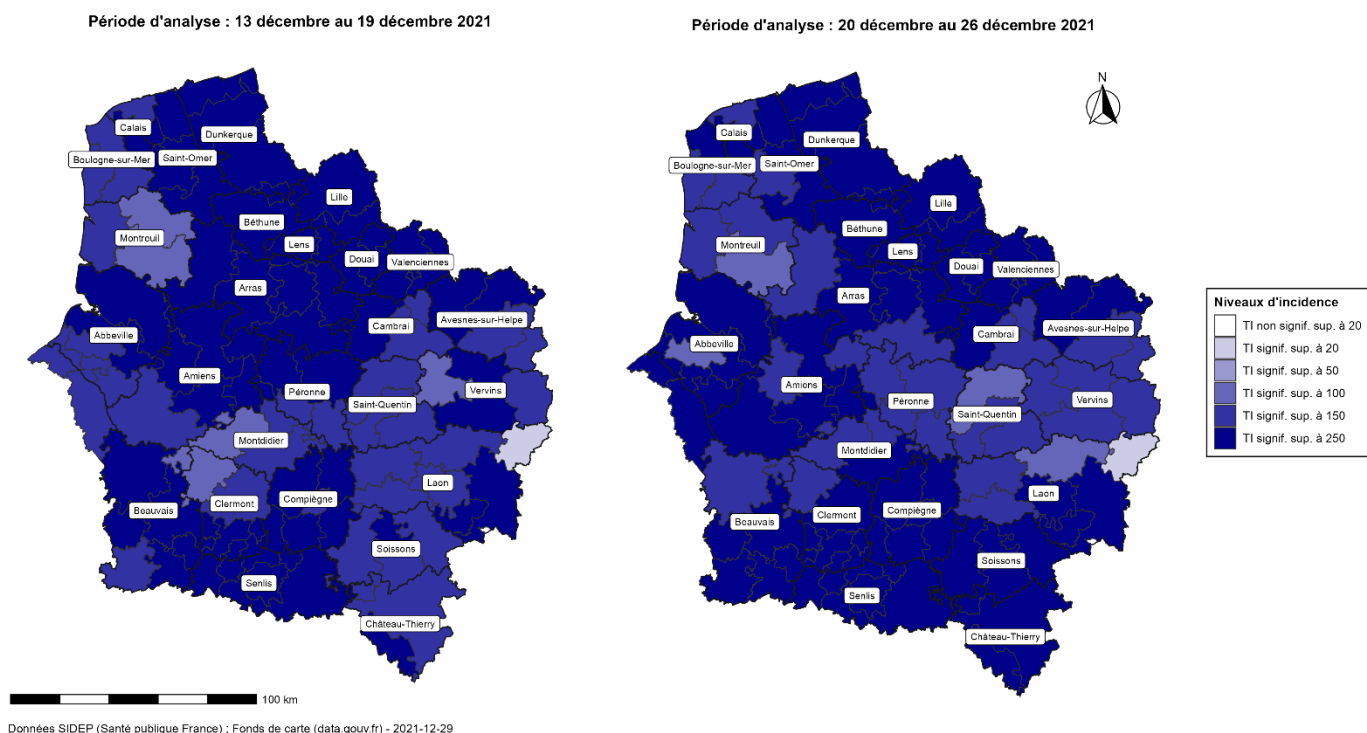 Période d'analyse : 13 décembre au 19 décembre 2021
Calais
Dunkerque
Boulogne-sur-Mer
Saint-Omer
Lille
Béthune
Montreuil
Lens
Douai
Valenciennes
Arras
Cambrai
Avesnes-sur-Helpe
Abbeville
Amiens
Péronne
Vervins
Saint-Quentin
Montdidier
Laon
Clermont
Compiègne
Beauvais
Soissons
Senlis
Château-Thierry
100 km
Données SIDEP (Santé publique France) ; Fonds de carte (data.gouv.fr) - 2021-12-29
Période d'analyse : 20 décembre au 26 décembre 2021
N
Calais
Dunkerque
Boulogne-sur-Mer
Saint-Omer
Lille
Béthune
Montreuil
Lens
Douai
Valenciennes
Arras
Cambrai
Avesnes-sur-Helpe
Abbeville
Amiens
Péronne
Vervins
Saint-Quentin
Montdidier
Laon
Clermont
Compiègne
Beauvais
Soissons
Senlis
Château-Thierry
Niveaux d'incidence
TI non signif. sup. à 20
TI signif. sup. à 20
TI signif. sup. à 50
TI signif. sup. à 100
TI signif. sup. à 150
TI signif. sup. à 250